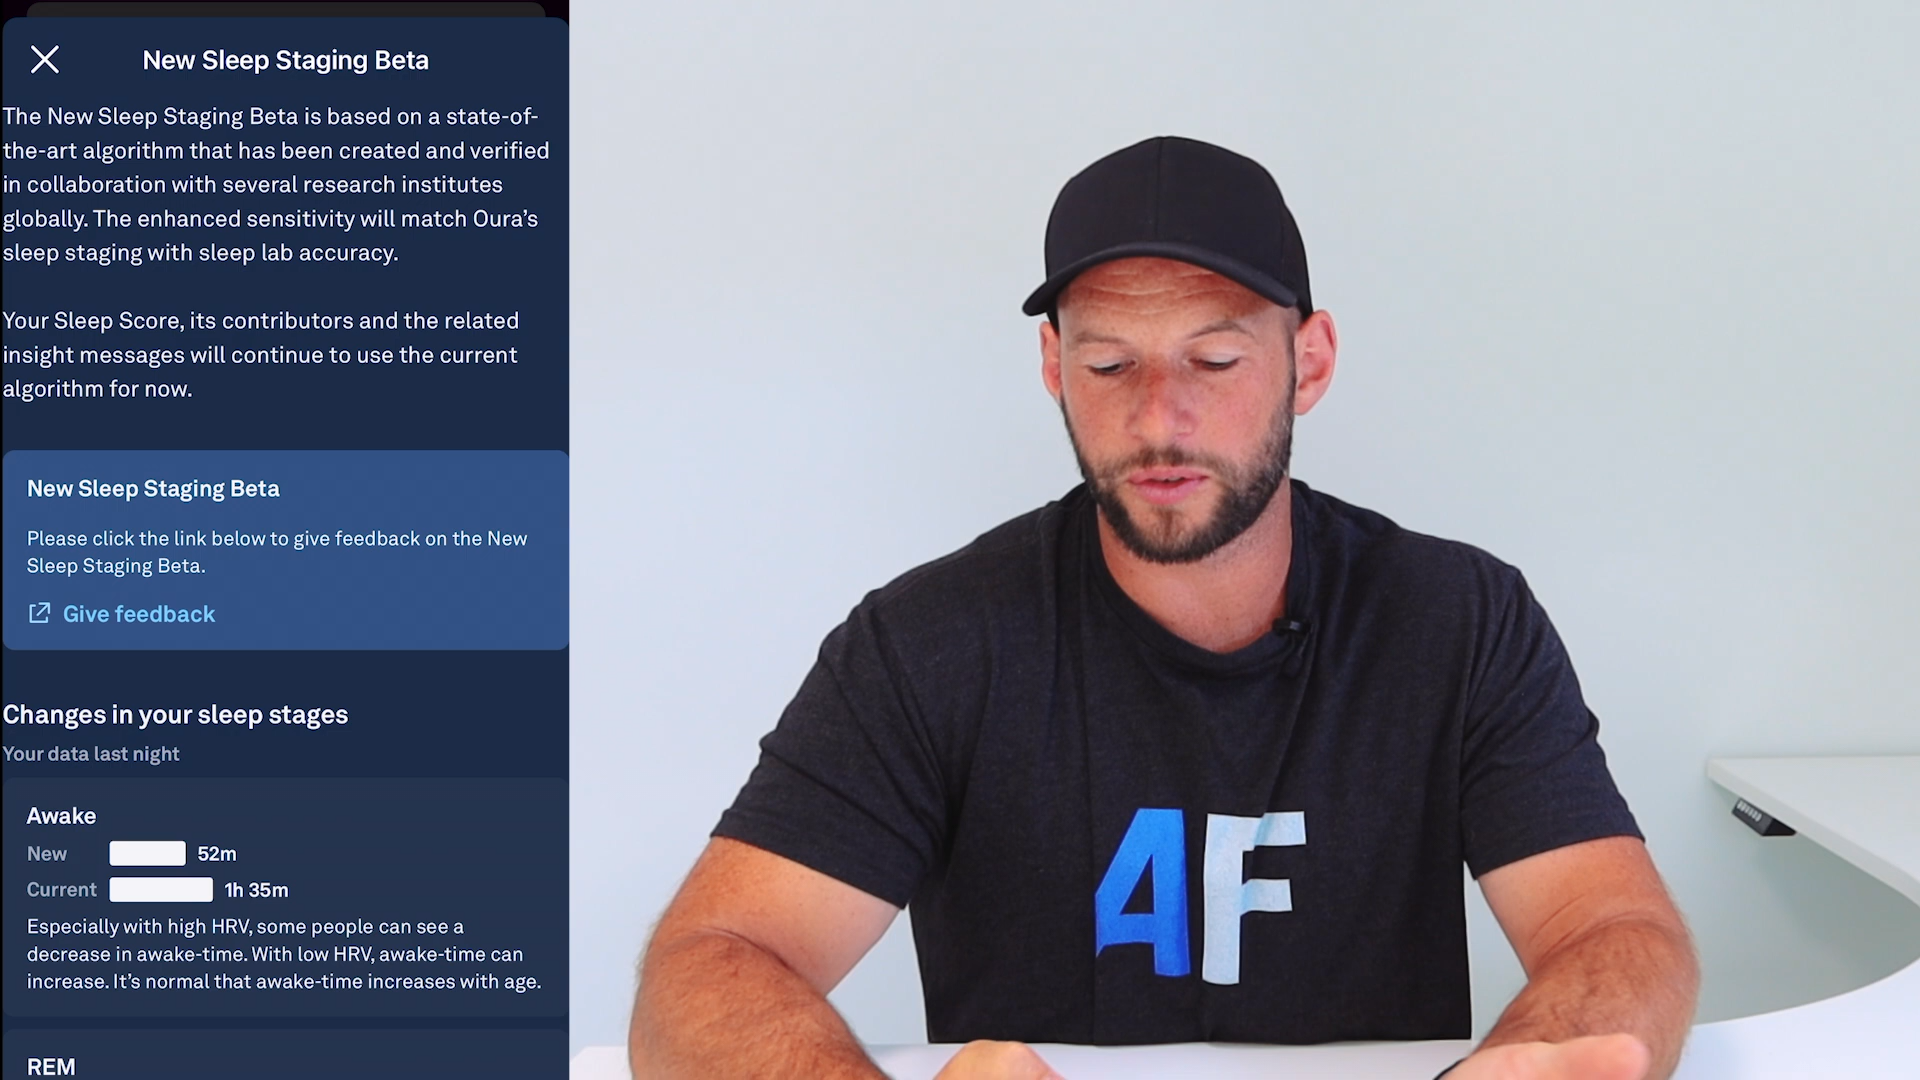 New Sleep Staging Beta
The New Sleep Staging Beta is based on a state-of-
the-art algorithm that has been created and verified
in collaboration with several research institutes
globally. The enhanced sensitivity will match Oura’s
sleep staging with sleep lab accuracy.
Your Sleep Score, its contributors and the related
insight messages will continue to use the current
algorithm for now.
New Sleep Staging Beta
Please click the link below to give feedback on the New
Sleep Staging Beta.
Give feedback
Changes in your sleep stages
Your data last night
Awake
New 52m
Current 1h 35m
Especially with high HRV, some people can see a
decrease in awake-time. With low HRV, awake-time can
increase. It’s normal that awake-time increases with age.
REM
AF